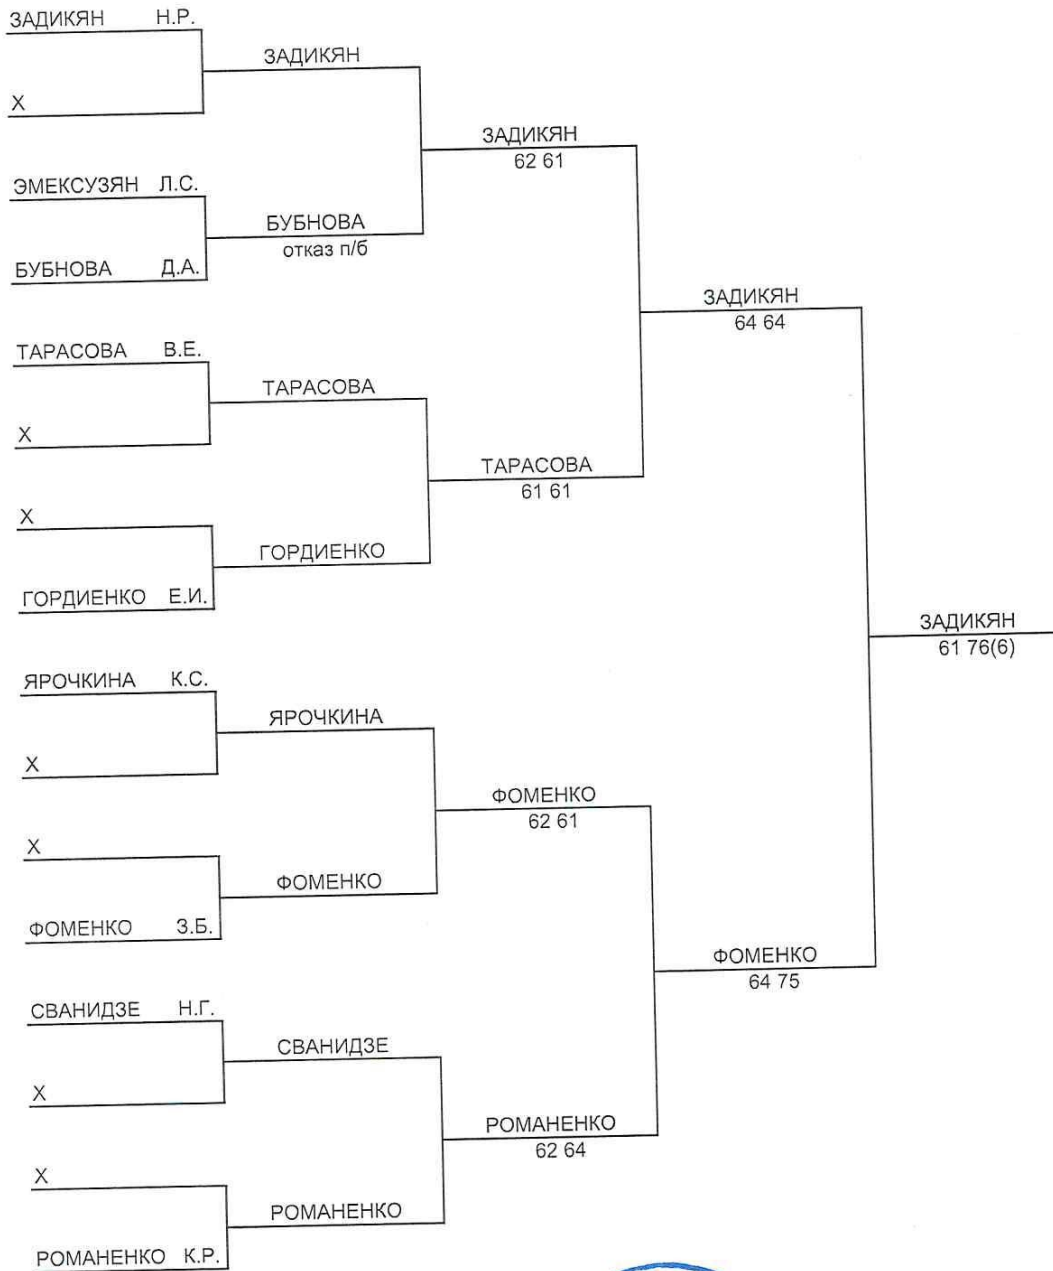 ЗАДИКЯН Н.Р.
ЗАДИКЯН
X
ЗАДИКЯН
62 61
ЭМЕКСУЗЯН Л.С.
БУБНОВА
отказ п/б
БУБНОВА Д.А.
ЗАДИКЯН
64 64
ТАРАСОВА В.Е.
ТАРАСОВА
X
ТАРАСОВА
61 61
X
ГОРДИЕНКО
ГОРДИЕНКО Е.И.
ЗАДИКЯН
61 76(6)
ЯРОЧКИНА К.С.
ЯРОЧКИНА
X
ФОМЕНКО
62 61
X
ФОМЕНКО
ФОМЕНКО З.Б.
ФОМЕНКО
64 75
СВАНИДЗЕ Н.Г.
СВАНИДЗЕ
X
РОМАНЕНКО
62 64
X
РОМАНЕНКО
РОМАНЕНКО К.Р.